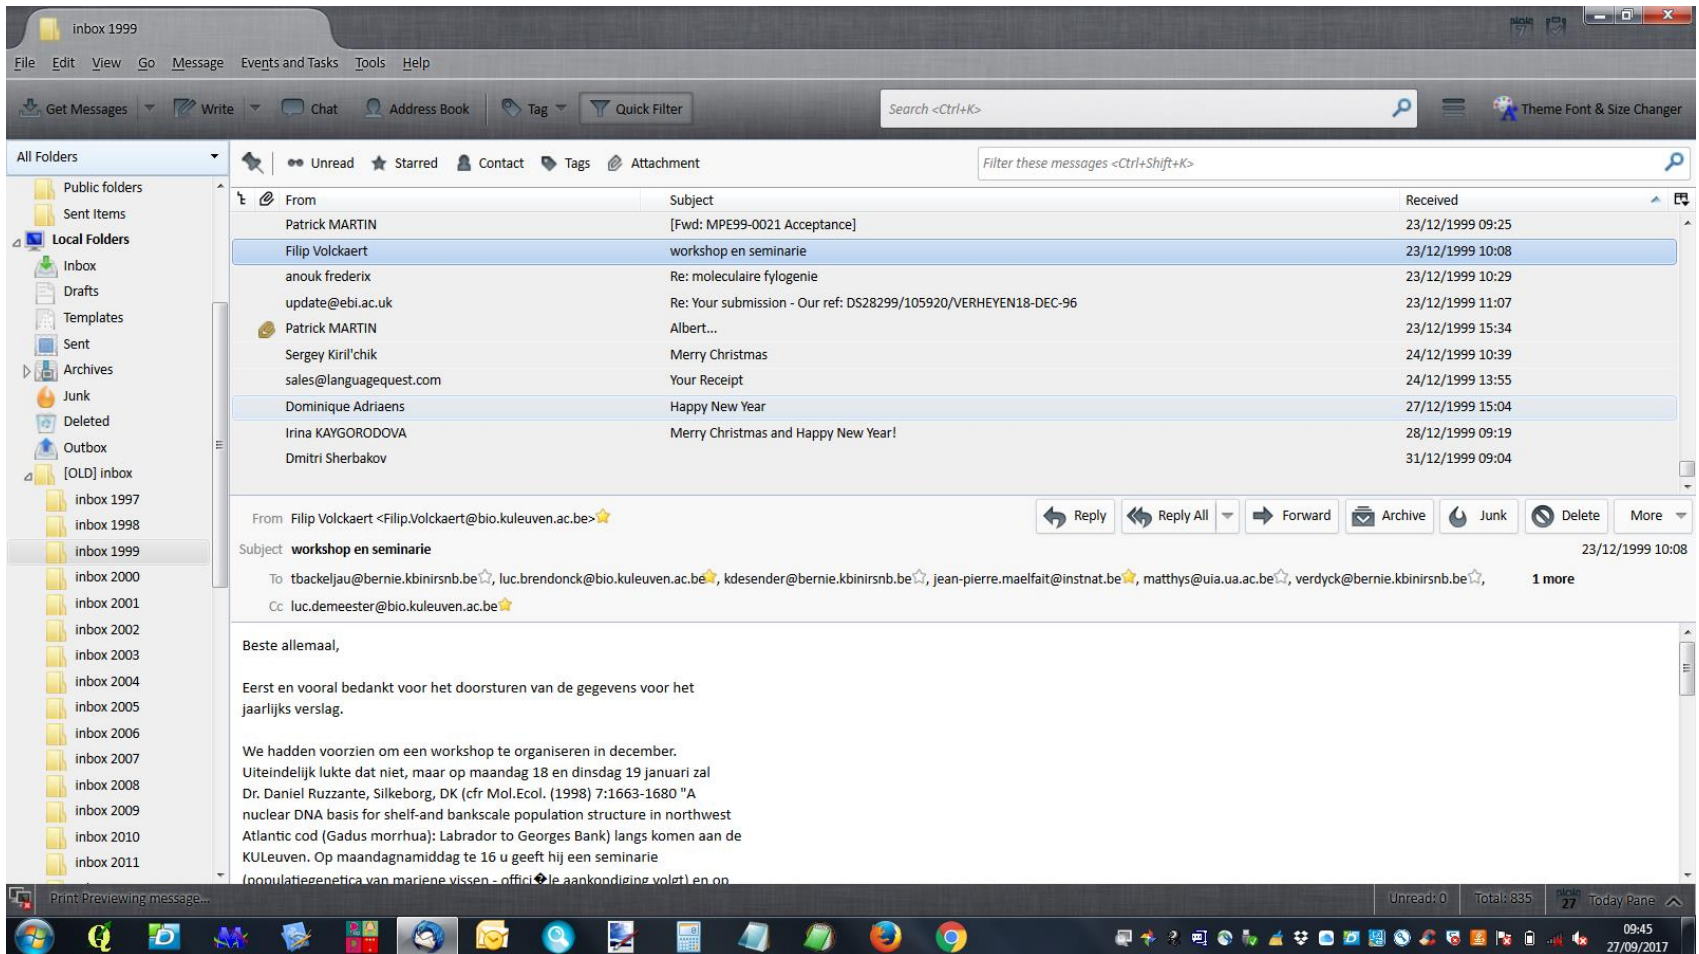 inbox 1999
File Edit View Go Message Events and Tasks Tools Help
Get Messages Write Chat Address Book Tag Quick Filter Search <Ctrl+K> Theme Font & Size Changer
All Folders
Unread Starred Contact Tags Attachment Filter these messages <Ctrl+Shift+K>
Public folders
Sent Items
Local Folders
Inbox
Drafts
Templates
Sent
Archives
Junk
Deleted
Outbox
[OLD] inbox
inbox 1997
inbox 1998
inbox 1999
inbox 2000
inbox 2001
inbox 2002
inbox 2003
inbox 2004
inbox 2005
inbox 2006
inbox 2007
inbox 2008
inbox 2009
inbox 2010
inbox 2011
From Subject Received
Patrick MARTIN [Fwd: MPE99-0021 Acceptance] 23/12/1999 09:25
Filip Volckaert workshop en seminarie 23/12/1999 10:08
anouk frederix Re: moleculaire fylogenie 23/12/1999 10:29
update@ebi.ac.uk Re: Your submission - Our ref: DS28299/105920/VERHEYEN18-DEC-96 23/12/1999 11:07
Patrick MARTIN Albert... 23/12/1999 15:34
Sergey Kiril'chik Merry Christmas 24/12/1999 10:39
sales@languagequest.com Your Receipt 24/12/1999 13:55
Dominique Adriaens Happy New Year 27/12/1999 15:04
Irina KAYGORODOVA Merry Christmas and Happy New Year! 28/12/1999 09:19
Dmitri Sherbakov 31/12/1999 09:04
From Filip Volckaert <Filip.Volckaert@bio.kuleuven.ac.be> Reply Reply All Forward Archive Junk Delete More
Subject workshop en seminarie 23/12/1999 10:08
To tbackeljau@bernie.kbinirsnb.be, luc.brendonck@bio.kuleuven.ac.be, kdesender@bernie.kbinirsnb.be, jean-pierre.maelfait@instnat.be, matthys@uia.ua.ac.be, verdyck@bernie.kbinirsnb.be, 1 more
Cc luc.demeester@bio.kuleuven.ac.be
Beste allemaal,
Eerst en vooral bedankt voor het doorsturen van de gegevens voor het
jaarlijks verslag.
We hadden voorzien om een workshop te organiseren in december.
Uiteindelijk lukte dat niet, maar op maandag 18 en dinsdag 19 januari zal
Dr. Daniel Ruzzante, Silkeborg, DK (cfr Mol.Ecol. (1998) 7:1663-1680 "A
nuclear DNA basis for shelf-and bankscale population structure in northwest
Atlantic cod (Gadus morrhua): Labrador to Georges Bank) langs komen aan de
KULeuven. Op maandagnamiddag te 16 u geeft hij een seminarie
(populatiegenetica van mariene vissen - offici�le aankondiging volgt) en op
Print Previewing message... Unread: 0 Total: 835 27 Today Pane
09:45
27/09/2017